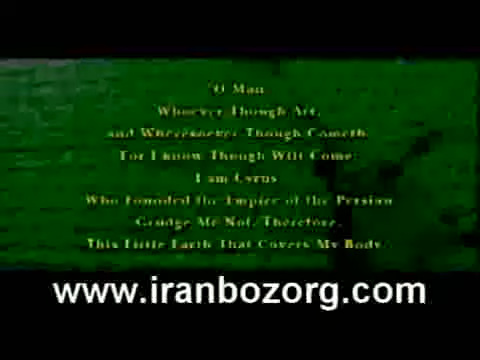 "O Man,
Whoever Though Art,
and Wheresoever Though Cometh
For I know Though Will Come;
I am Cyrus
Who Founded the Empire of the Persian
Grudge Me Not, Therefore,
This Little Earth That Covers My Body.
www.iranbozorg.com